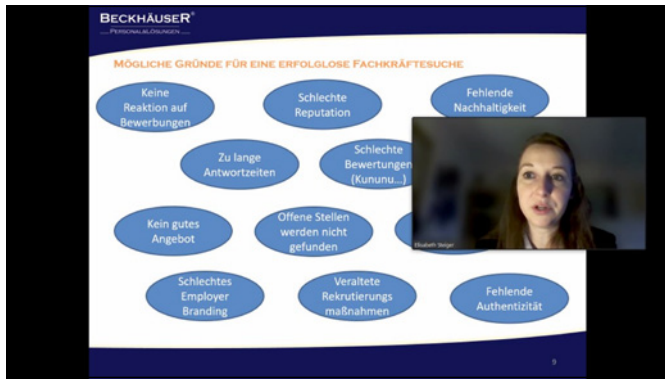 BECKHÄUSER®
PERSONALLÖSUNGEN
MÖGLICHE GRÜNDE FÜR EINE ERFOLGLOSE FACHKRÄFTESUCHE
Keine
Reaktion auf
Bewerbungen
Schlechte
Reputation
Fehlende
Nachhaltigkeit
Zu lange
Antwortzeiten
Schlechte
Bewertungen
(Kununu...)
Kein gutes
Angebot
Offene Stellen
werden nicht
gefunden
Elisabeth Steiger
Schlechtes
Employer
Branding
Veraltete
Rekrutierungs
maßnahmen
Fehlende
Authentizität
9